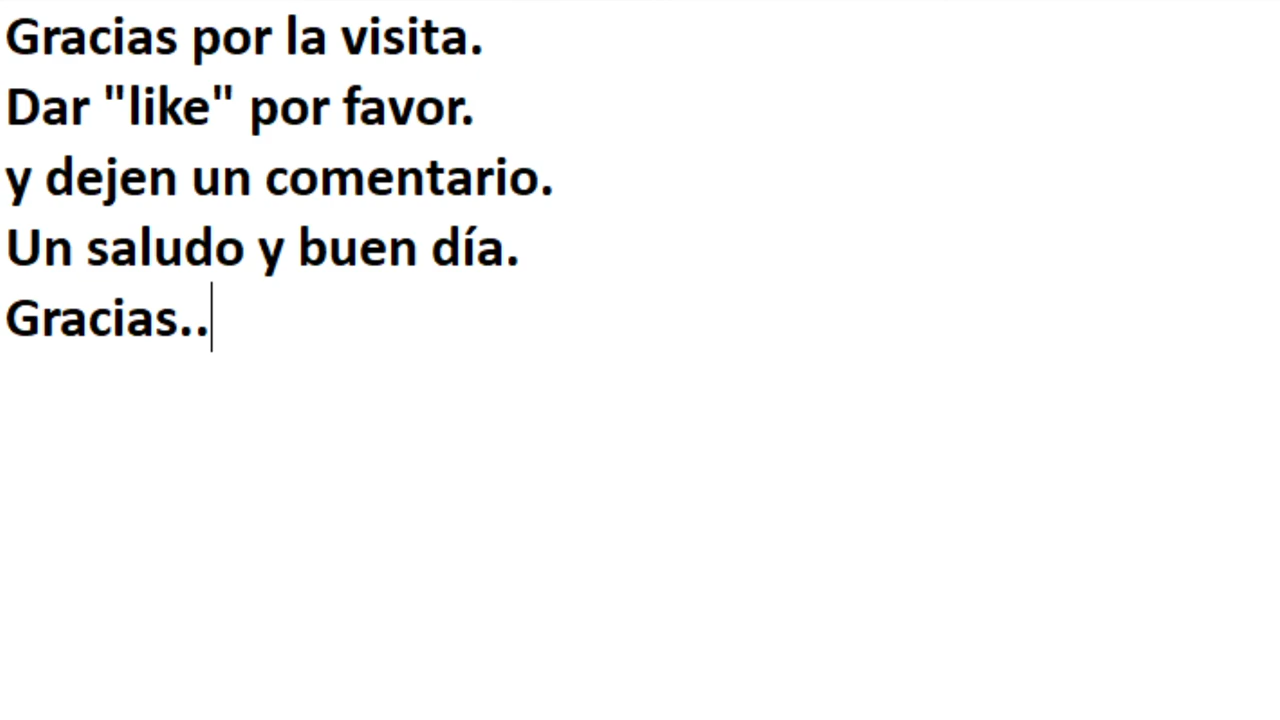 Gracias por la visita.
Dar "like" por favor.
y dejen un comentario.
Un saludo y buen día.
Gracias..